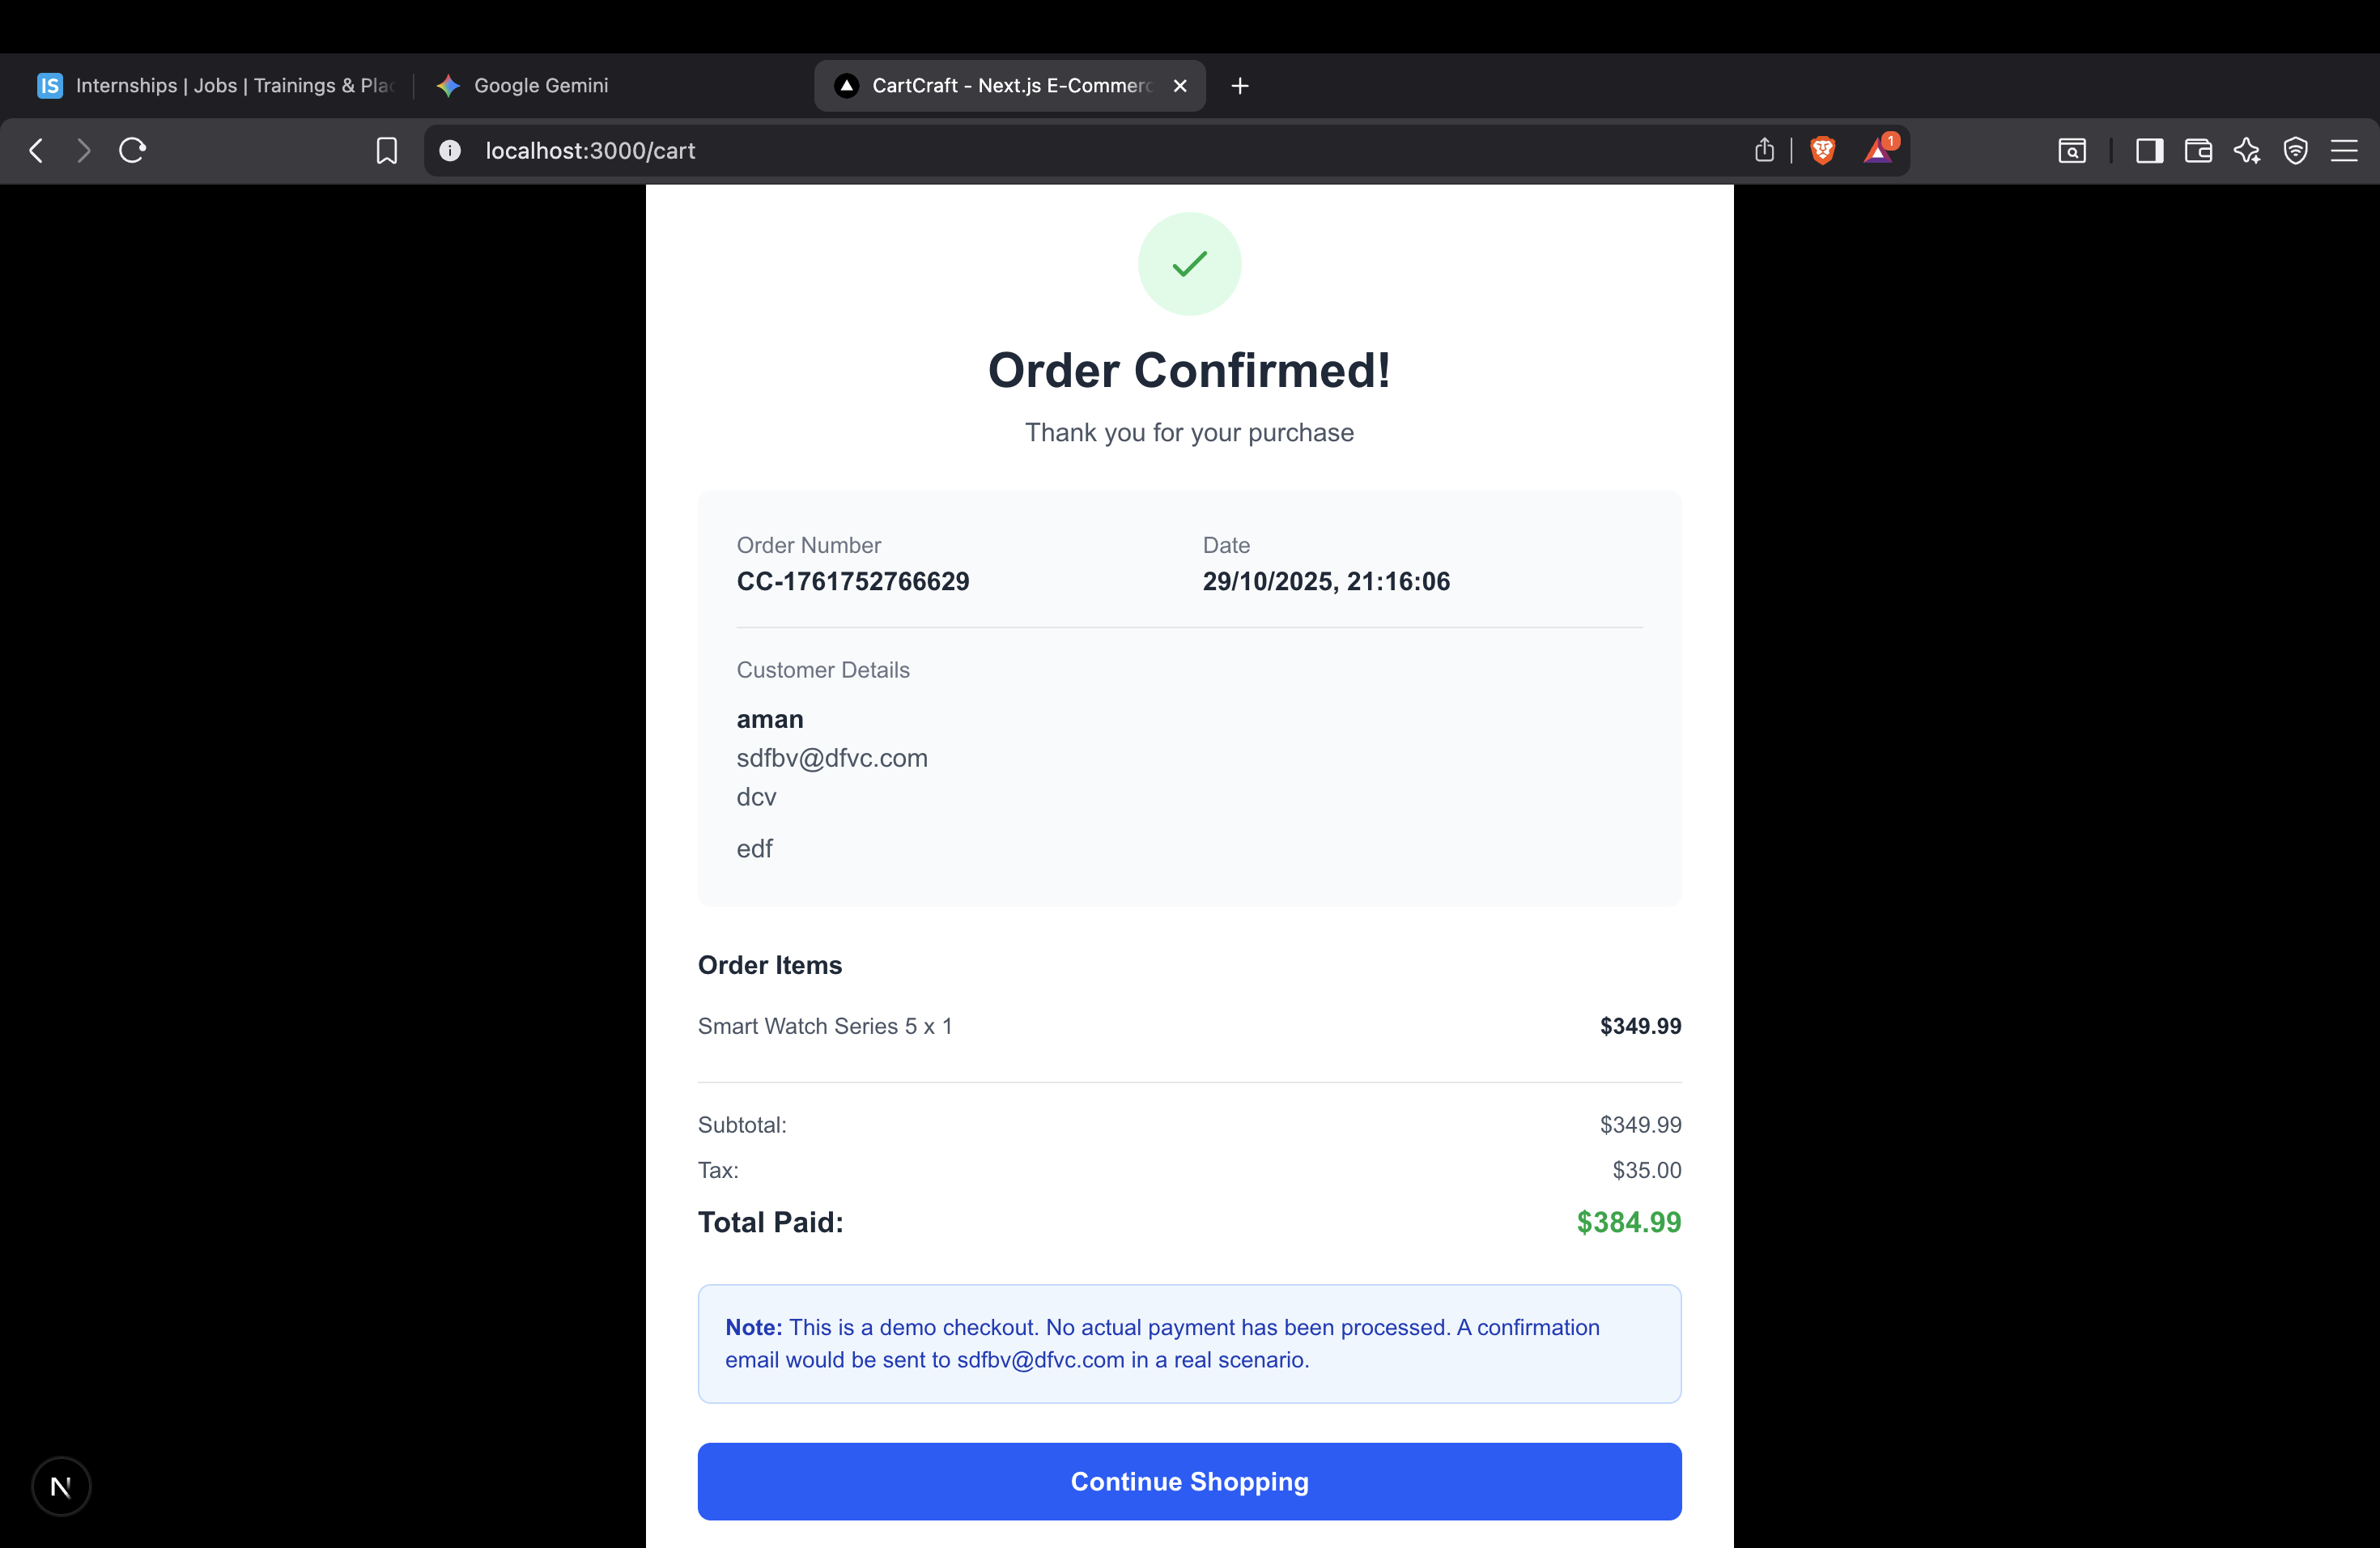 IS Internships | Jobs | Trainings & Plac Google Gemini CartCraft - Next.js E-Commerc
localhost:3000/cart 1
Order Confirmed!
Thank you for your purchase
Order Number Date
CC-1761752766629 29/10/2025, 21:16:06
Customer Details
aman
sdfbv@dfvc.com
dcv
edf
Order Items
Smart Watch Series 5 x 1 $349.99
Subtotal: $349.99
Tax: $35.00
Total Paid: $384.99
Note: This is a demo checkout. No actual payment has been processed. A confirmation
email would be sent to sdfbv@dfvc.com in a real scenario.
Continue Shopping
N